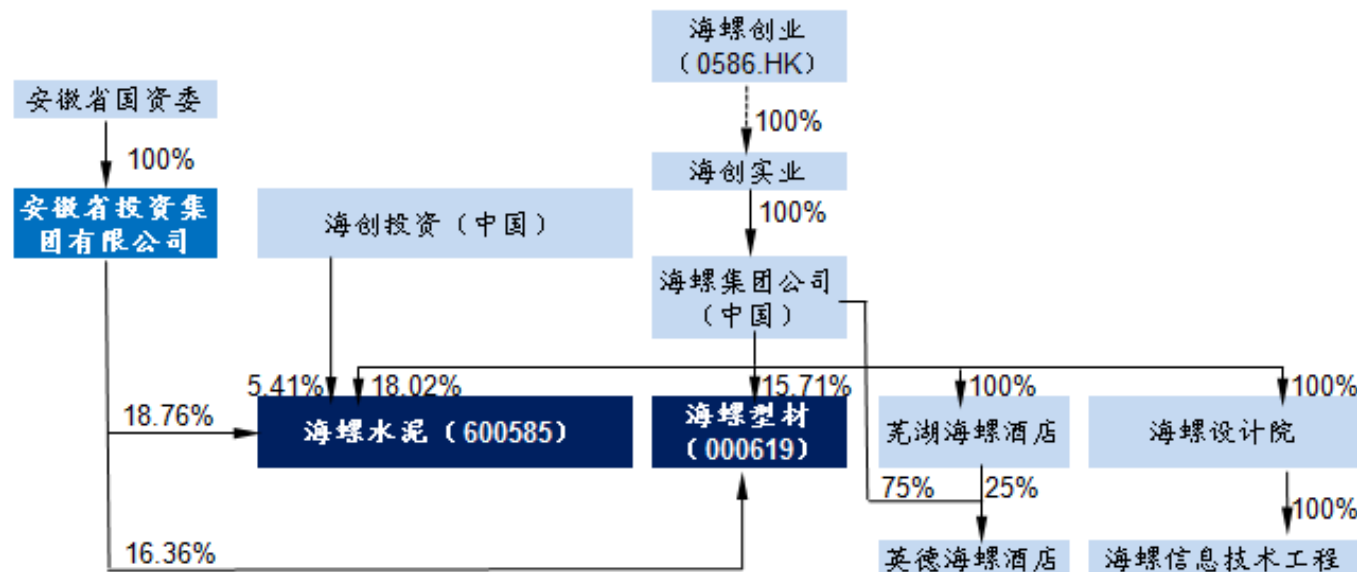 海螺创业
（0586.HK）
安徽省国资委
100%
100%
海创实业
安徽省投资集
团有限公司
海创投资（中国）
100%
海螺集团公司
（中国）
5.41%
18.02%
15.71%
100%
100%
18.76%
海螺水泥（600585）
海螺型材
（000619）
芜湖海螺酒店
海螺设计院
75%
25%
100%
16.36%
英德海螺酒店
海螺信息技术工程